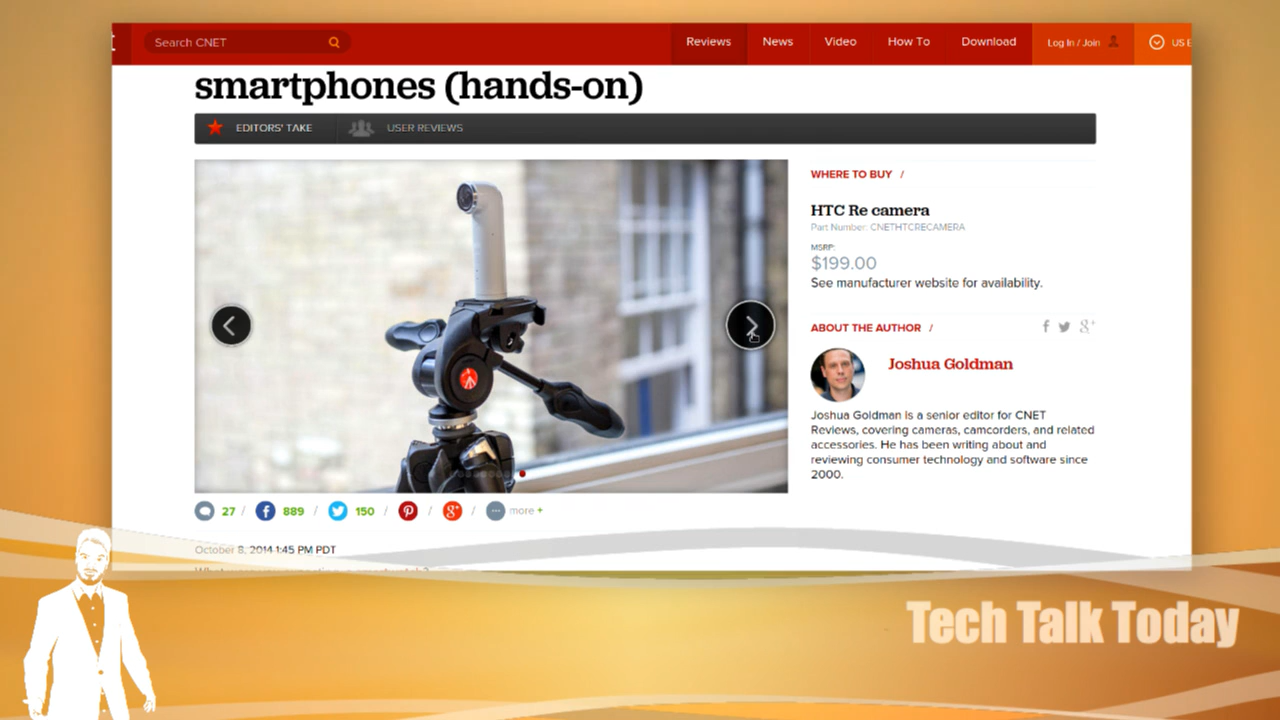 Search CNET
Reviews
News
Video
How To
Download
Log In / Join
US E
smartphones (hands-on)
EDITORS' TAKE
USER REVIEWS
WHERE TO BUY /
HTC Re camera
Part Number: CNETHTCRECAMERA
MSRP:
$199.00
See manufacturer website for availability.
ABOUT THE AUTHOR /
Joshua Goldman
Joshua Goldman is a senior editor for CNET
Reviews, covering cameras, camcorders, and related
accessories. He has been writing about and
reviewing consumer technology and software since
2000.
27 / 889 / 150 / / / more +
October 8, 2014 1:45 PM PDT
Tech Talk Today